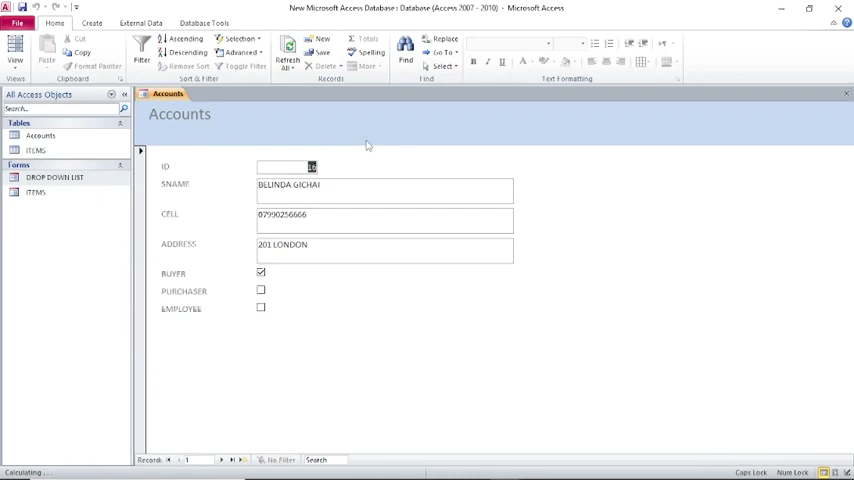 New Microsoft Access Database : Database (Access 2007 - 2010) - Microsoft Access
File Home Create External Data Database Tools
View
Views
Paste
Cut
Copy
Format Painter
Clipboard
Filter
Ascending
Descending
Remove Sort
Selection
Advanced
Toggle Filter
Sort & Filter
Refresh
All
New
Save
Delete
Totals
Spelling
More
Records
Find
Replace
Go To
Select
Find
B I U A
Text Formatting
All Access Objects
Search...
Tables
Accounts
ITEMS
Forms
DROP DOWN LIST
ITEMS
Accounts
Accounts
ID
SNAME BELINDA GICHAI
CELL 07990256666
ADDRESS 201 LONDON
BUYER
PURCHASER
EMPLOYEE
Record: 1 No Filter Search
Calculating . . . Caps Lock Num Lock